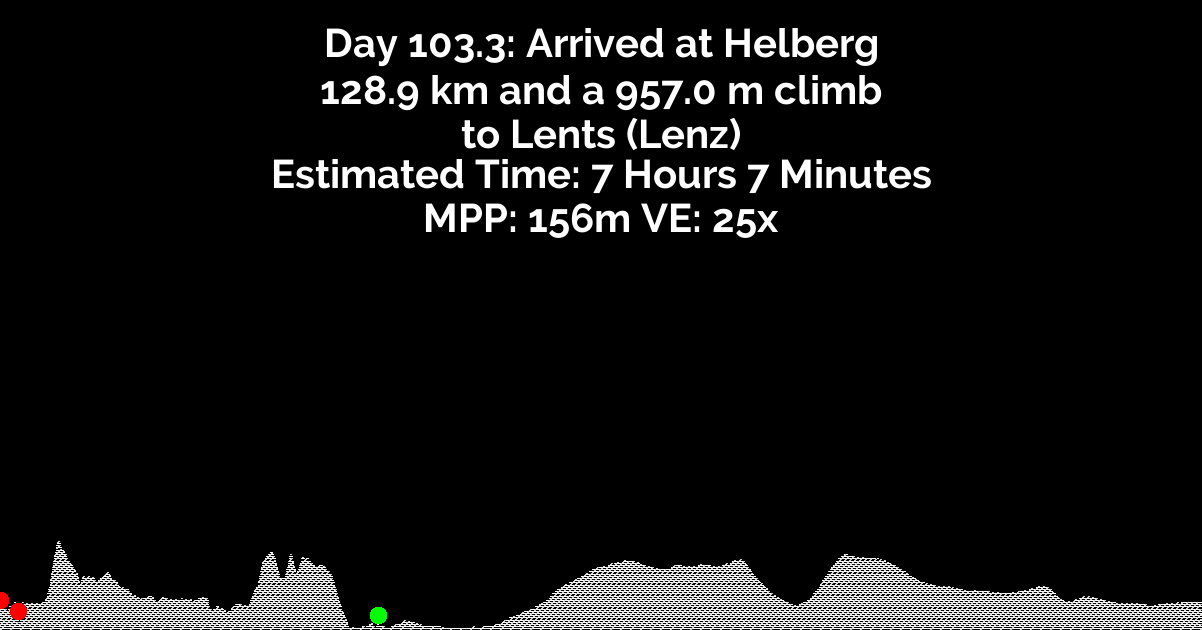 Day 103.3: Arrived at Helberg
128.9 km and a 957.0 m climb
to Lents (Lenz)
Estimated Time: 7 Hours 7 Minutes
MPP: 156m VE: 25x